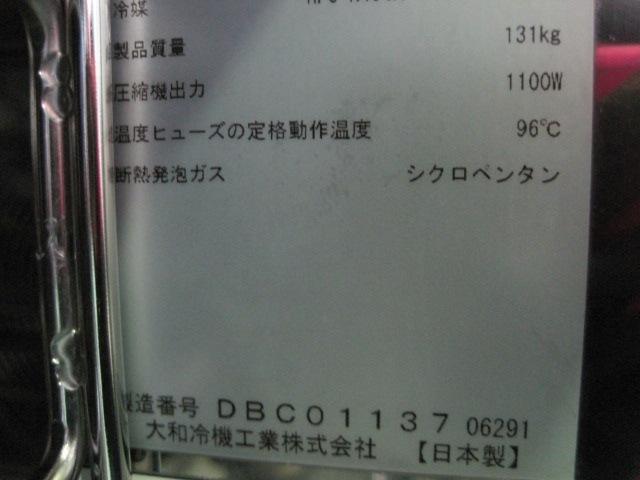 冷媒
製品質量 131kg
圧縮機出力 1100W
温度ヒューズの定格動作温度 96℃
断熱発泡ガス シクロペンタン
製造番号 DBC01137 06291
大和冷機工業株式会社 【日本製】